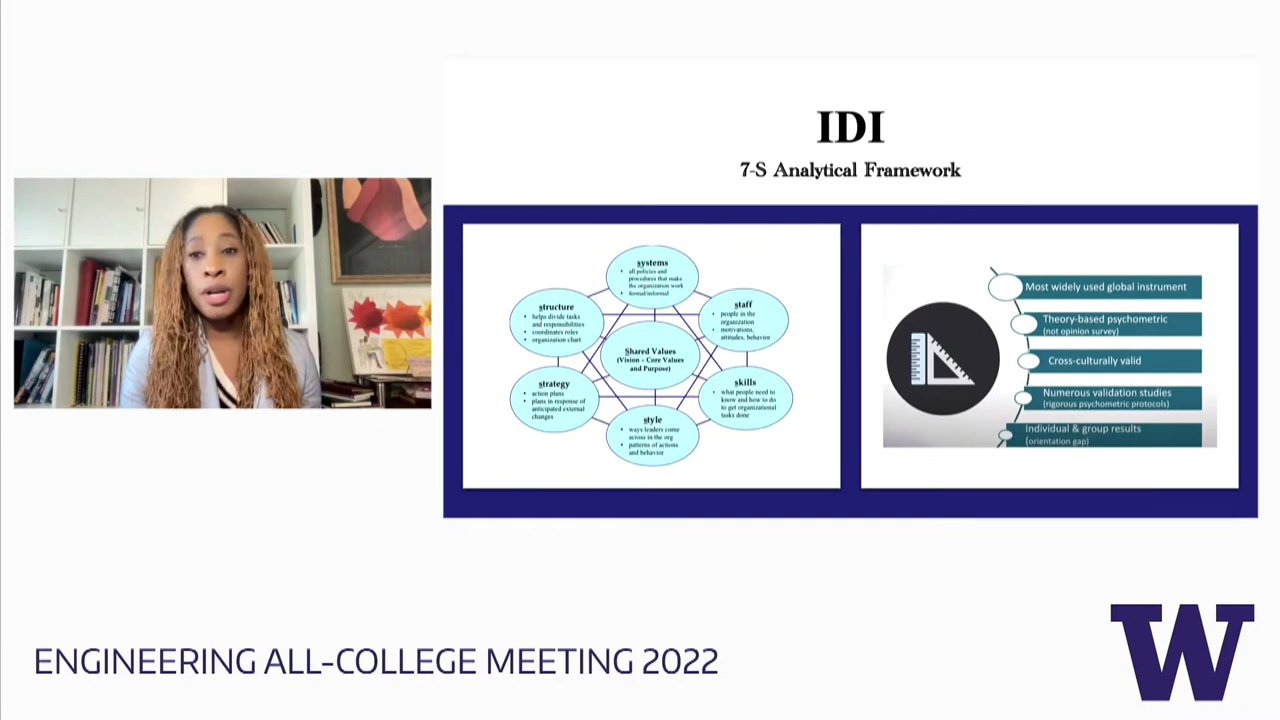 IDI
7-S Analytical Framework
systems
• all policies and
procedures that make
the organization work
• formal/informal
structure
• helps divide tasks
and responsibilities
• coordinates roles
• organization chart
staff
• people in the
organization
• motivations,
attitudes, behavior
Shared Values
(Vision – Core Values
and Purpose)
strategy
• action plans
• plans in response of
anticipated external
changes
skills
• what people need to
know and how to do
to get organizational
tasks done
style
• ways leaders come
across in the org
• patterns of actions
and behavior
Most widely used global instrument
Theory-based psychometric
(not opinion survey)
Cross-culturally valid
Numerous validation studies
(rigorous psychometric protocols)
Individual & group results
(orientation gap)
ENGINEERING ALL-COLLEGE MEETING 2022
W